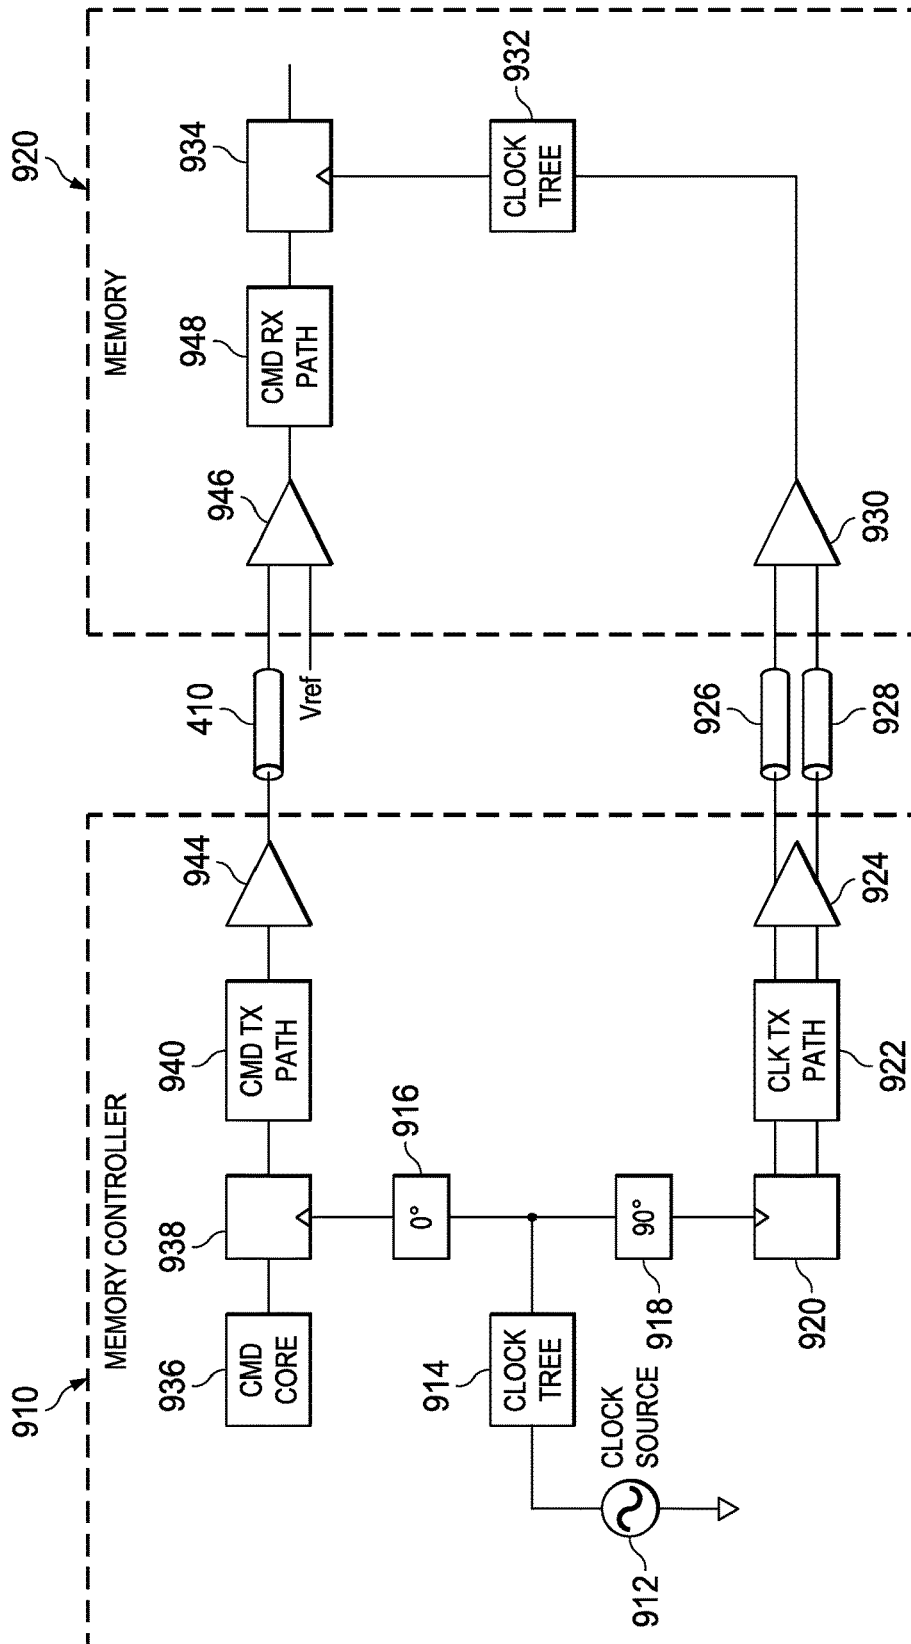 910
MEMORY CONTROLLER
936
CMD
CORE
938
940
CMD TX
PATH
944
916
0°
914
CLOCK
TREE
CLOCK
SOURCE
912
90°
918
920
CLK TX
PATH
922
924
410
Vref
926
928
920
MEMORY
946
948
CMD RX
PATH
934
932
CLOCK
TREE
930